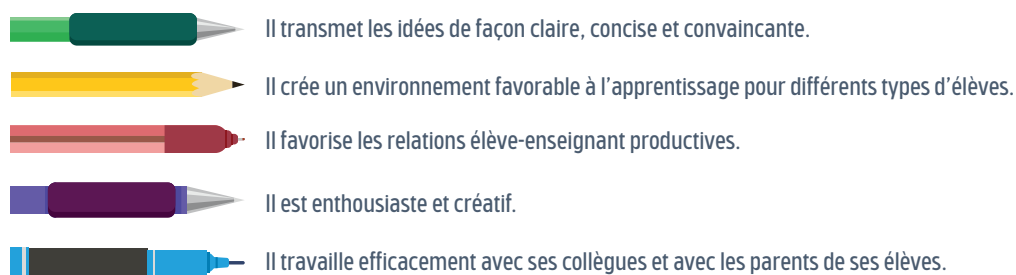 Il transmet les idées de façon claire, concise et convaincante.
Il crée un environnement favorable à l'apprentissage pour différents types d'élèves.
Il favorise les relations élève-enseignant productives.
Il est enthousiaste et créatif.
Il travaille efficacement avec ses collègues et avec les parents de ses élèves.